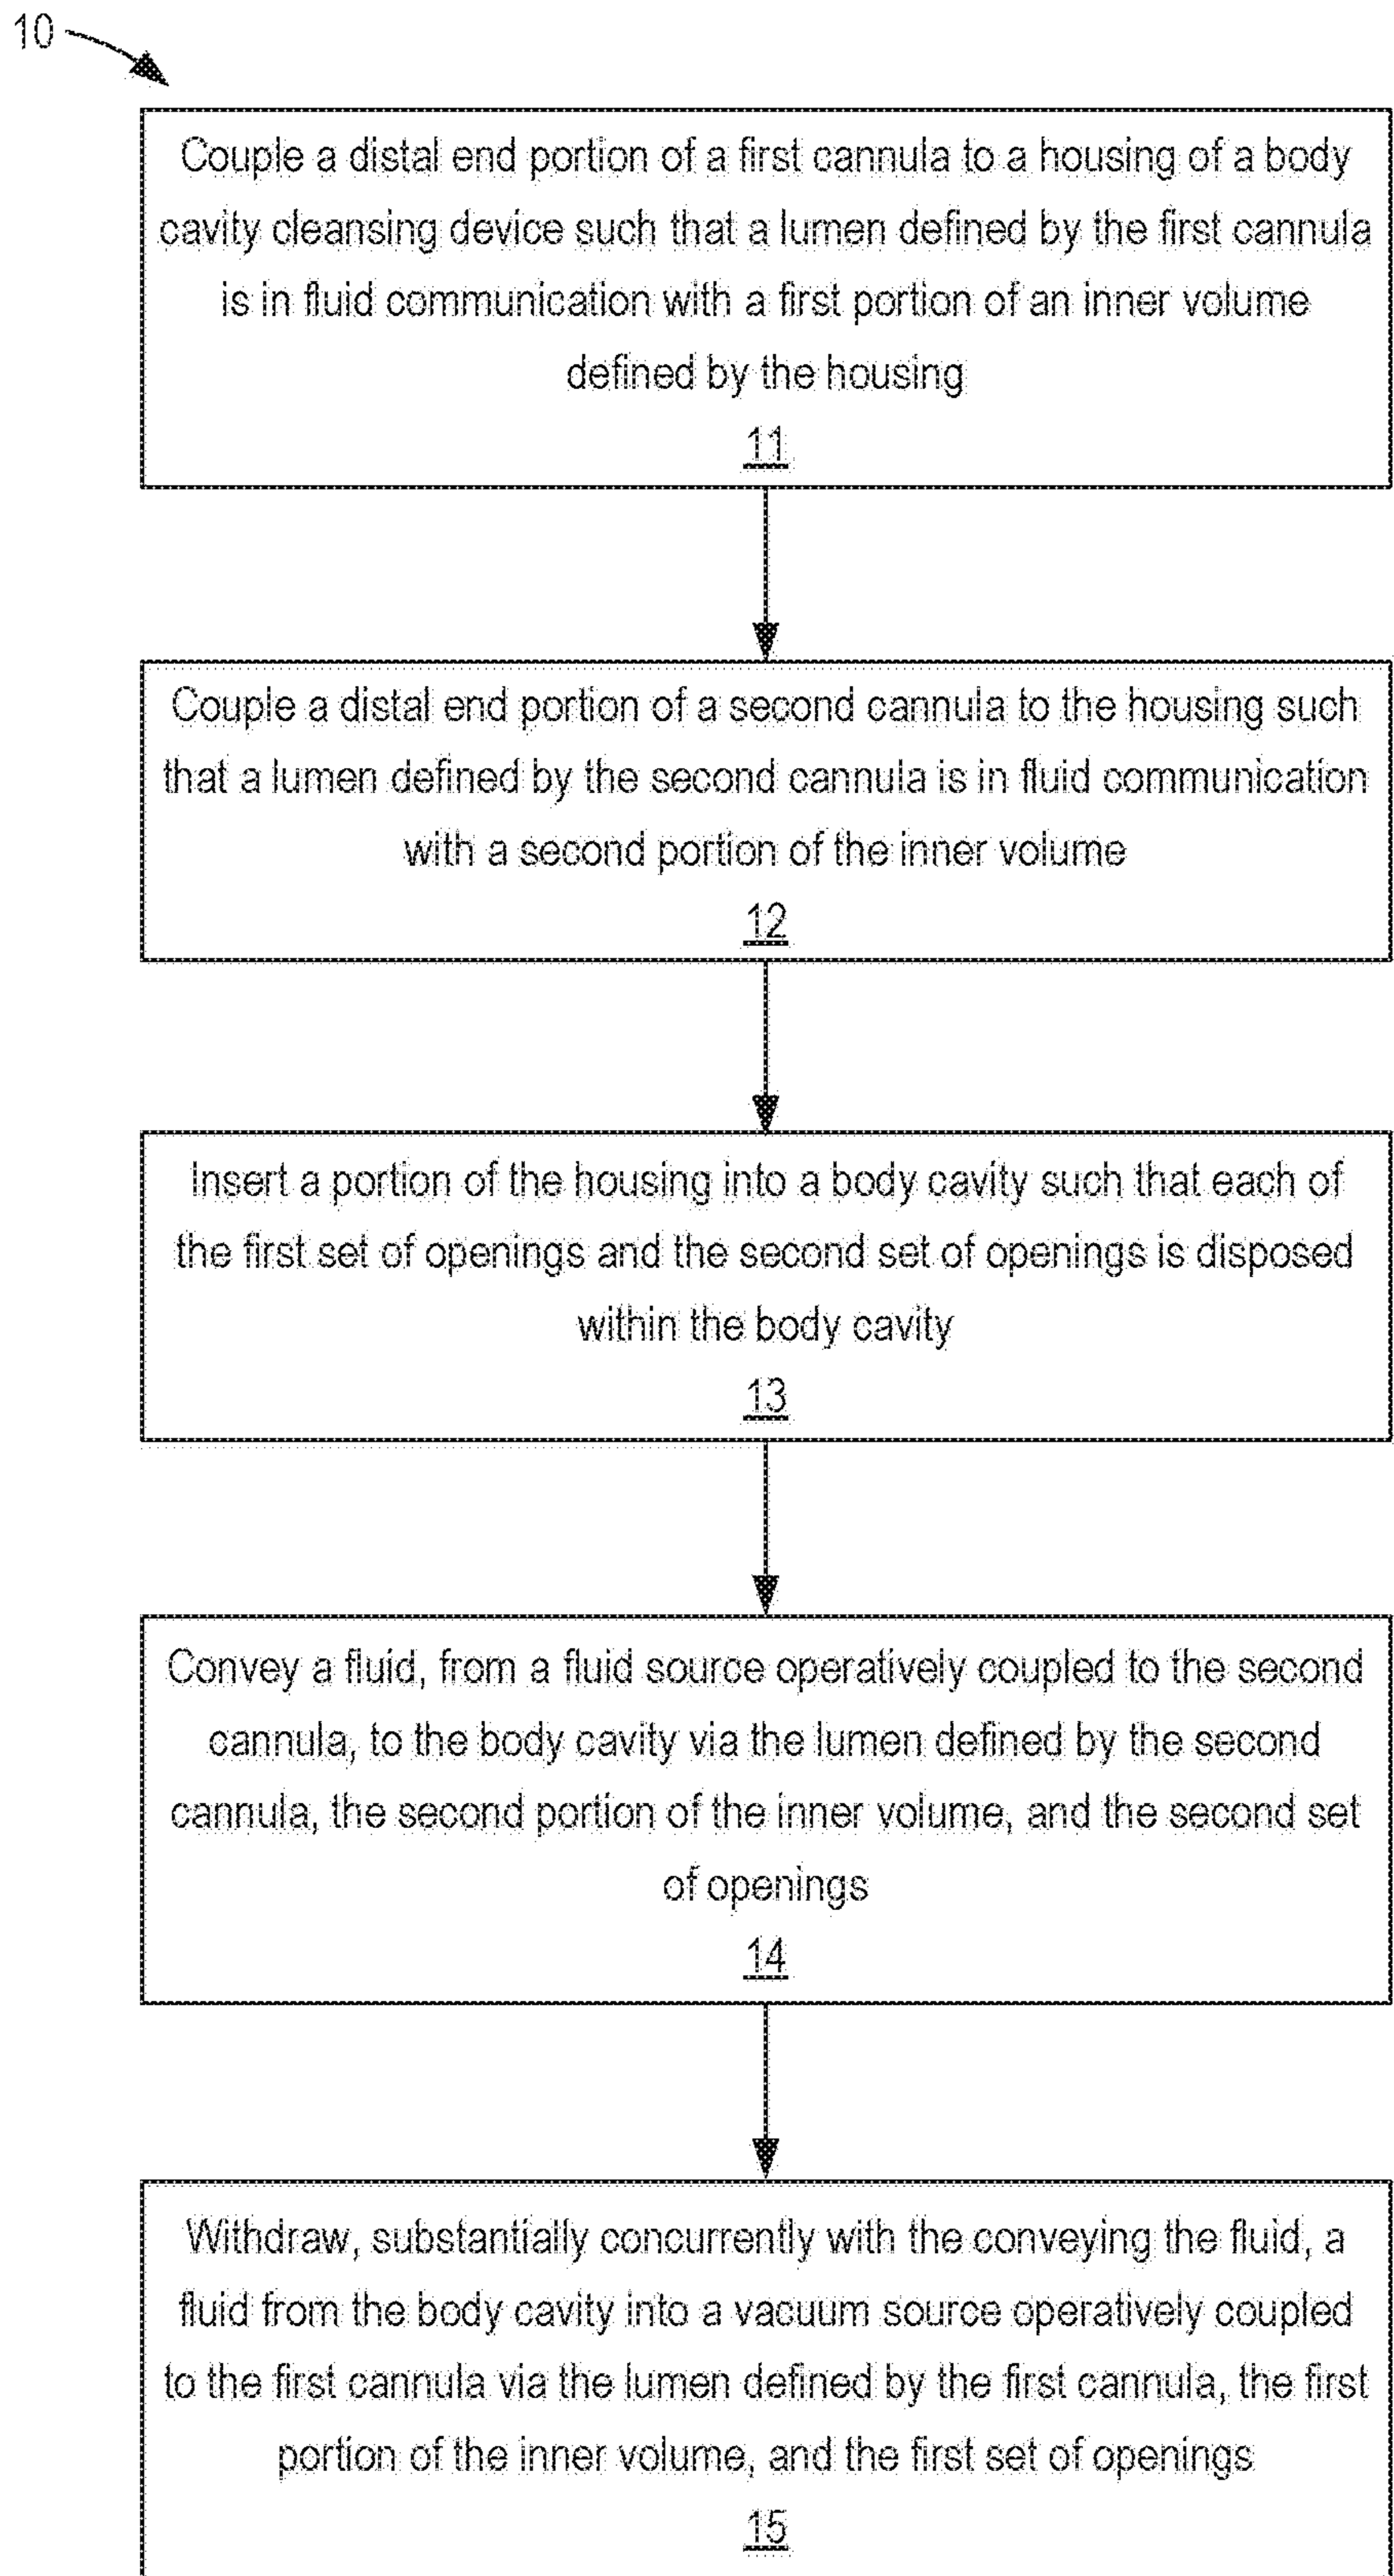 10
Couple a distal end portion of a first cannula to a housing of a body
cavity cleansing device such that a lumen defined by the first cannula
is in fluid communication with a first portion of an inner volume
defined by the housing
11
Couple a distal end portion of a second cannula to the housing such
that a lumen defined by the second cannula is in fluid communication
with a second portion of the inner volume
12
Insert a portion of the housing into a body cavity such that each of
the first set of openings and the second set of openings is disposed
within the body cavity
13
Convey a fluid, from a fluid source operatively coupled to the second
cannula, to the body cavity via the lumen defined by the second
cannula, the second portion of the inner volume, and the second set
of openings
14
Withdraw, substantially concurrently with the conveying the fluid, a
fluid from the body cavity into a vacuum source operatively coupled
to the first cannula via the lumen defined by the first cannula, the first
portion of the inner volume, and the first set of openings
15